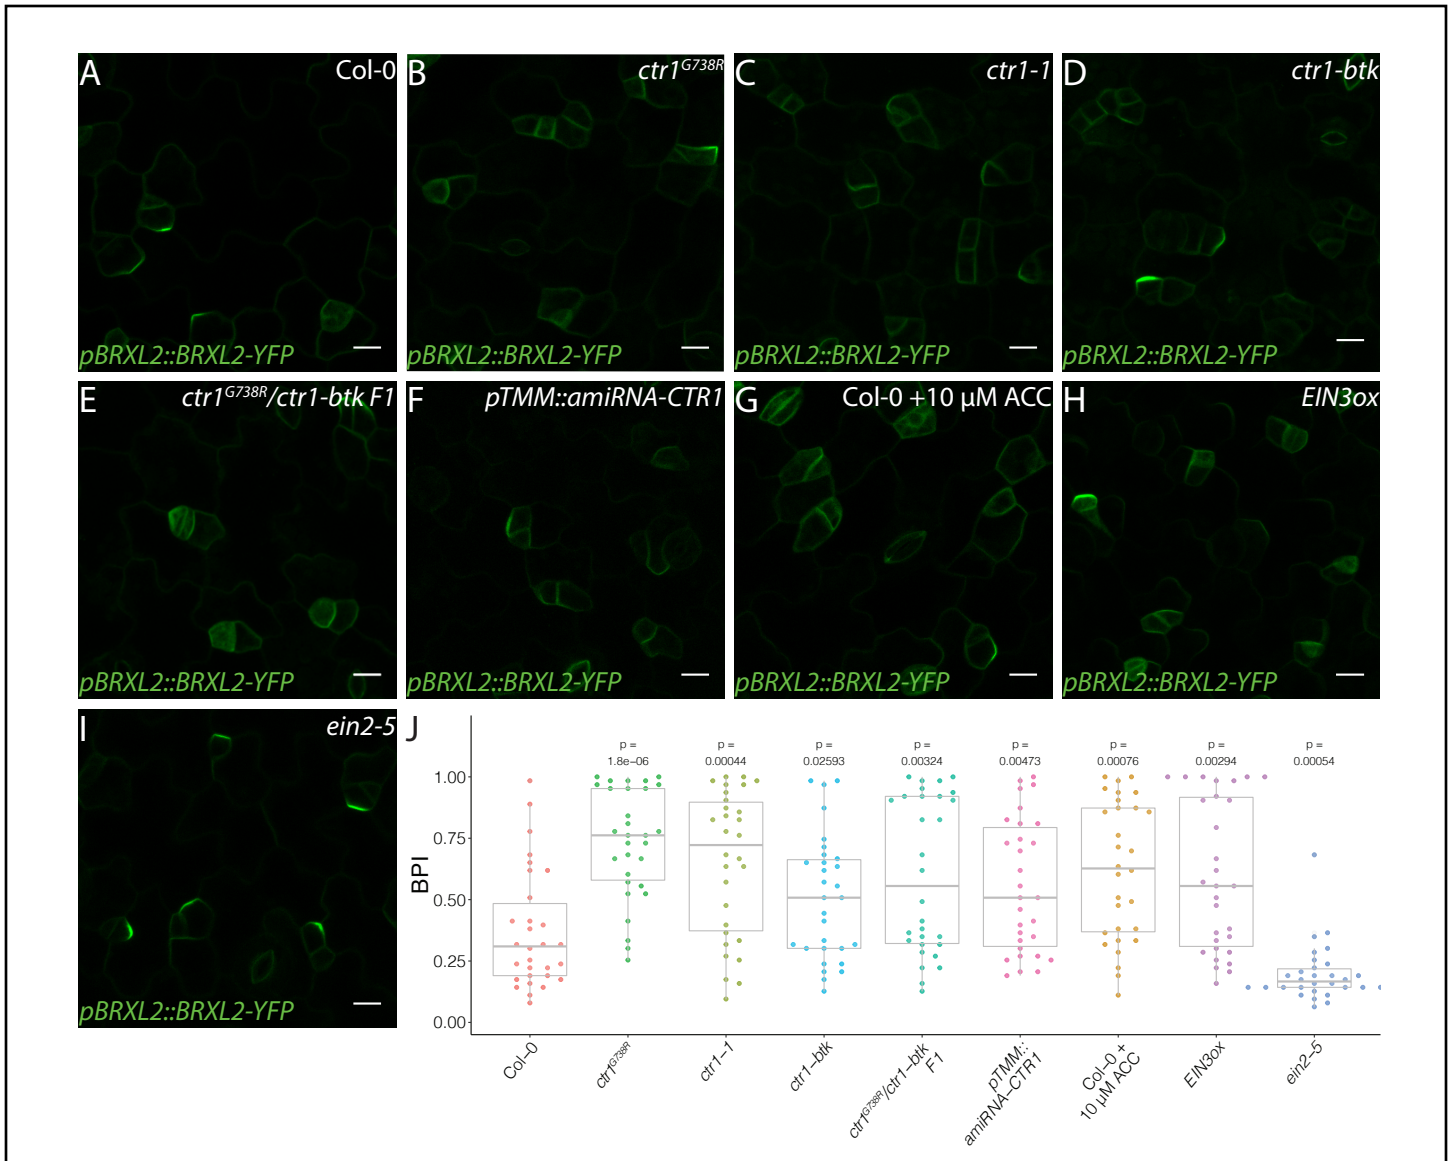 A Col-0
pBRXL2::BRXL2-YFP
B ctr1G738R
pBRXL2::BRXL2-YFP
C ctr1-1
pBRXL2::BRXL2-YFP
D ctr1-btk
pBRXL2::BRXL2-YFP
E ctr1G738R/ctr1-btk F1
pBRXL2::BRXL2-YFP
F pTMM::amiRNA-CTR1
pBRXL2::BRXL2-YFP
G Col-0 +10 µM ACC
pBRXL2::BRXL2-YFP
H EIN3ox
pBRXL2::BRXL2-YFP
I ein2-5
pBRXL2::BRXL2-YFP
J
p =
1.8e−06
p =
0.00044
p =
0.02593
p =
0.00324
p =
0.00473
p =
0.00076
p =
0.00294
p =
0.00054
BPI
1.00
0.75
0.50
0.25
0.00
Col−0
ctr1G738R
ctr1−1
ctr1−btk
ctr1G738R/ctr1−btk
F1
pTMM::
amiRNA−CTR1
Col−0 +
10 µM ACC
EIN3ox
ein2−5